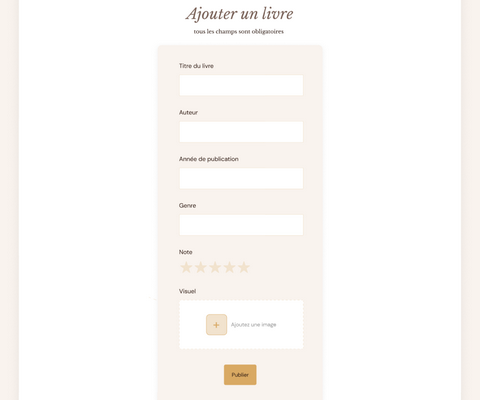 Ajouter un livre
tous les champs sont obligatoires
Titre du livre
Auteur
Année de publication
Genre
Note
Visuel
+ Ajoutez une image
Publier